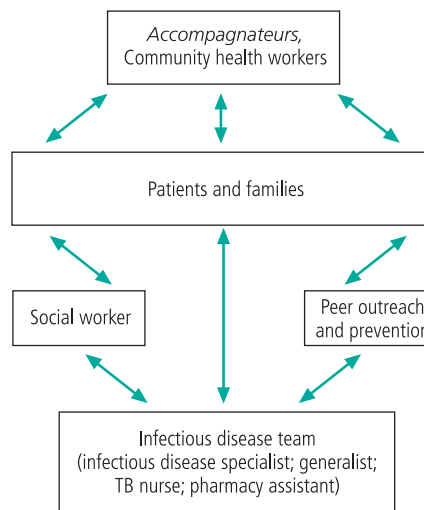 Accompagnateurs,
Community health workers
Patients and families
Social worker
Peer outreach
and prevention
Infectious disease team
(infectious disease specialist; generalist;
TB nurse; pharmacy assistant)